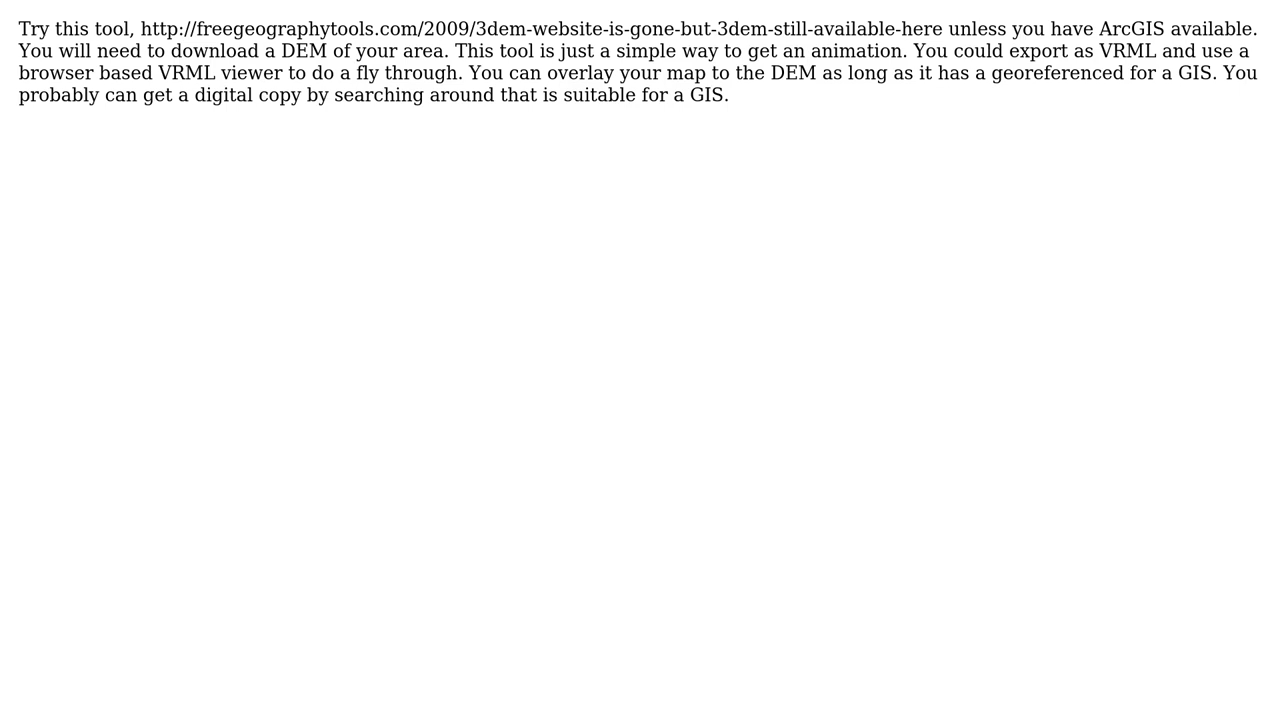 Try this tool, http://freegeographytools.com/2009/3dem-website-is-gone-but-3dem-still-available-here unless you have ArcGIS available.
You will need to download a DEM of your area. This tool is just a simple way to get an animation. You could export as VRML and use a
browser based VRML viewer to do a fly through. You can overlay your map to the DEM as long as it has a georeferenced for a GIS. You
probably can get a digital copy by searching around that is suitable for a GIS.